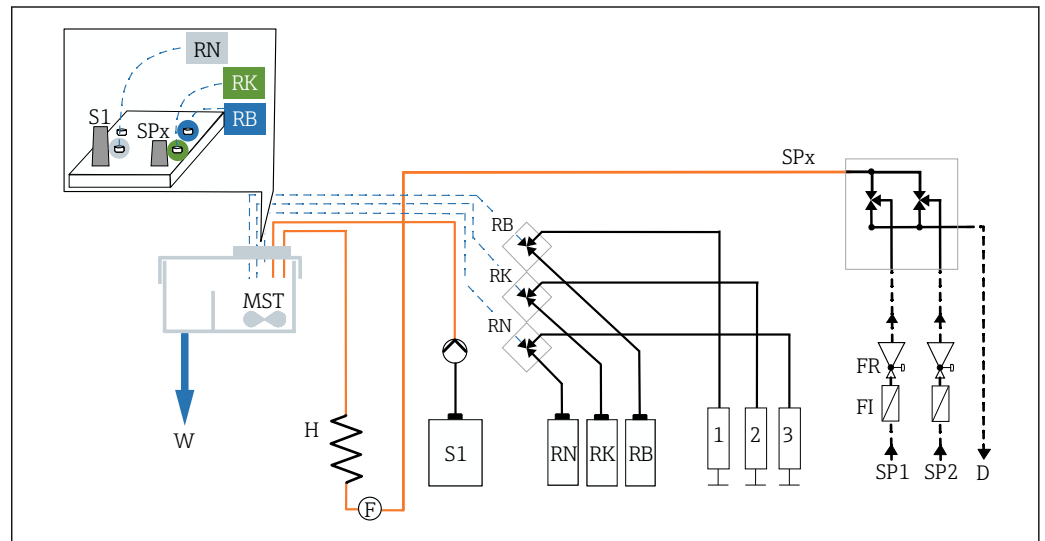 RN
RK
S1
SPx
RB
SPx
RB
RK
MST
RN
FR
H
FI
W
S1
RN
RK
RB
1
2
3
F
SP1
SP2
D